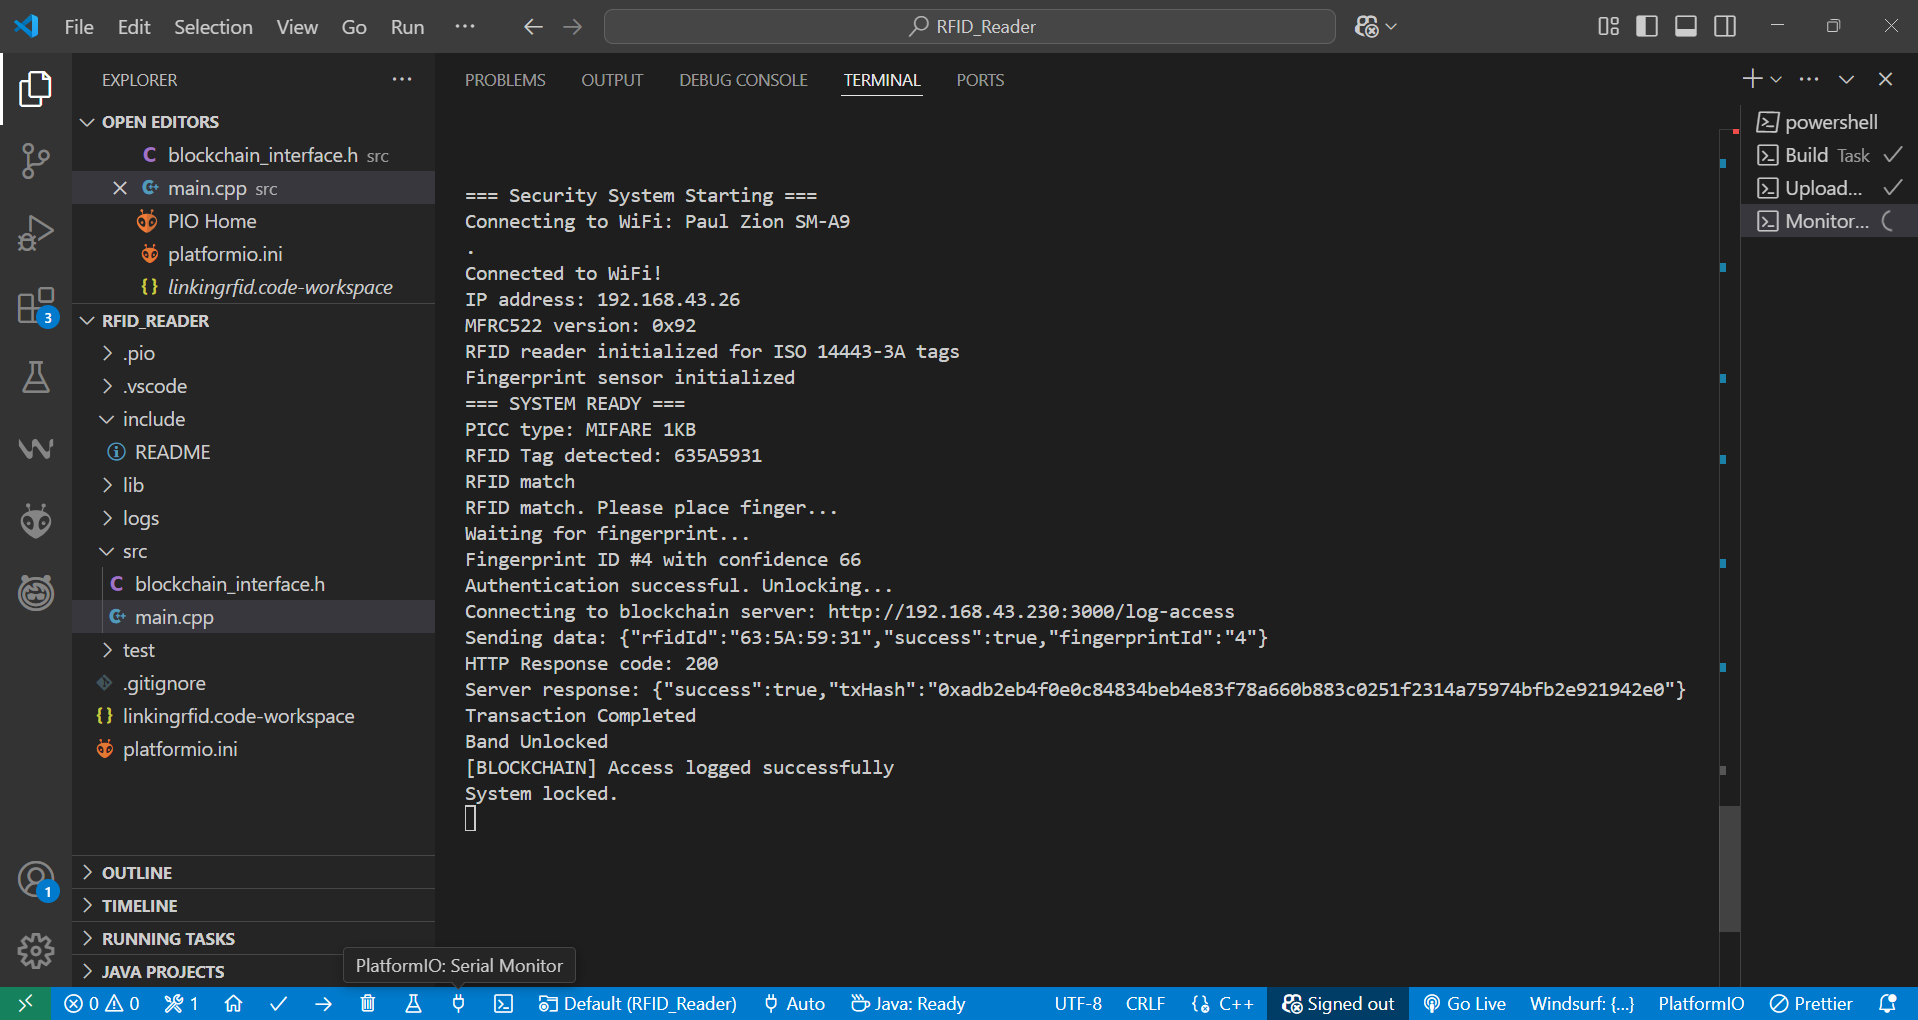 File Edit Selection View Go Run ··· RFID_Reader
EXPLORER ···
OPEN EDITORS
blockchain_interface.h src
main.cpp src
PIO Home
platformio.ini
linkingrfid.code-workspace
RFID_READER
.pio
.vscode
include
README
lib
logs
src
blockchain_interface.h
main.cpp
test
.gitignore
linkingrfid.code-workspace
platformio.ini
OUTLINE
TIMELINE
RUNNING TASKS
JAVA PROJECTS
3
1
PROBLEMS OUTPUT DEBUG CONSOLE TERMINAL PORTS
=== Security System Starting ===
Connecting to WiFi: Paul Zion SM-A9
.
Connected to WiFi!
IP address: 192.168.43.26
MFRC522 version: 0x92
RFID reader initialized for ISO 14443-3A tags
Fingerprint sensor initialized
=== SYSTEM READY ===
PICC type: MIFARE 1KB
RFID Tag detected: 635A5931
RFID match
RFID match. Please place finger...
Waiting for fingerprint...
Fingerprint ID #4 with confidence 66
Authentication successful. Unlocking...
Connecting to blockchain server: http://192.168.43.230:3000/log-access
Sending data: {"rfidId":"63:5A:59:31","success":true,"fingerprintId":"4"}
HTTP Response code: 200
Server response: {"success":true,"txHash":"0xadb2eb4f0e0c84834beb4e83f78a660b883c0251f2314a75974bfb2e921942e0"}
Transaction Completed
Band Unlocked
[BLOCKCHAIN] Access logged successfully
System locked.
powershell
Build Task
Upload...
Monitor...
PlatformIO: Serial Monitor
0 0 1 Default (RFID_Reader) Auto Java: Ready UTF-8 CRLF C++ Signed out Go Live Windsurf: {...} PlatformIO Prettier